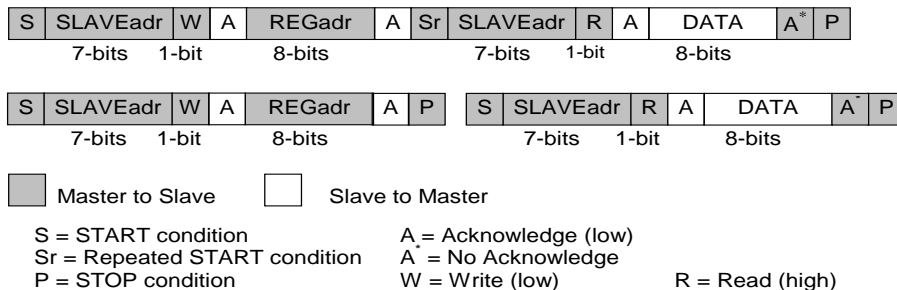 S SLAVEadr W A REGadr A Sr SLAVEadr R A DATA A* P
7-bits 1-bit 8-bits 7-bits 1-bit 8-bits
S SLAVEadr W A REGadr A P S SLAVEadr R A DATA A* P
7-bits 1-bit 8-bits 7-bits 1-bit 8-bits
Master to Slave Slave to Master
S = START condition A = Acknowledge (low)
Sr = Repeated START condition A* = No Acknowledge
P = STOP condition W = Write (low) R = Read (high)